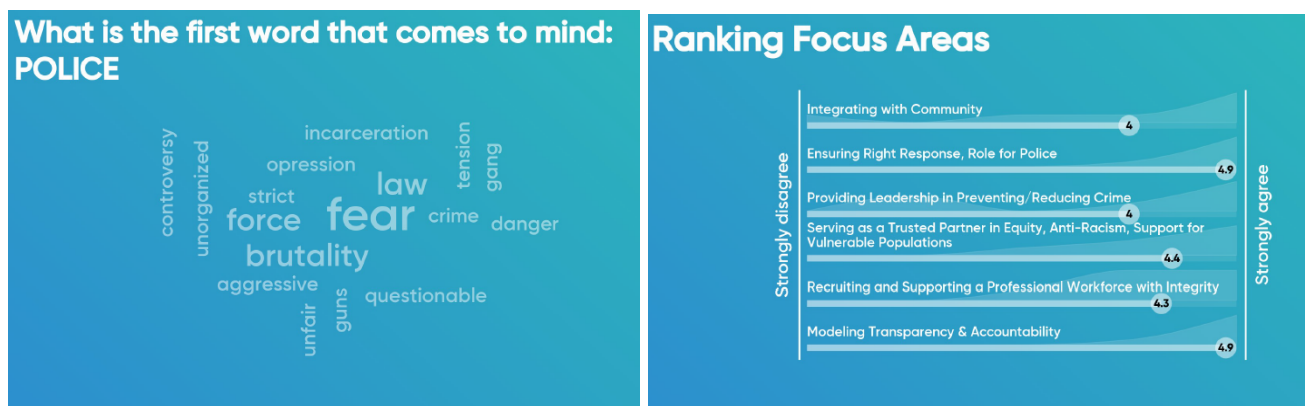 What is the first word that comes to mind:
POLICE
controversy
unorganized
incarceration
tension
gang
opression
law
strict
force
fear
crime
danger
brutality
aggressive
unfair
guns
questionable
Ranking Focus Areas
Strongly disagree
Integrating with Community
4
Ensuring Right Response, Role for Police
4.9
Providing Leadership in Preventing/Reducing Crime
4
Serving as a Trusted Partner in Equity, Anti-Racism, Support for
Vulnerable Populations
4.4
Recruiting and Supporting a Professional Workforce with Integrity
4.3
Modeling Transparency & Accountability
4.9
Strongly agree